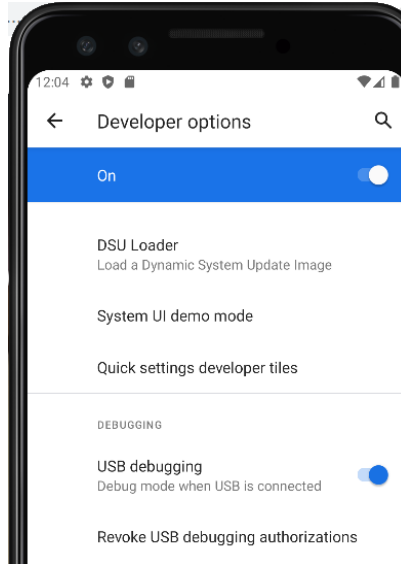 12:04
Developer options
On
DSU Loader
Load a Dynamic System Update Image
System UI demo mode
Quick settings developer tiles
DEBUGGING
USB debugging
Debug mode when USB is connected
Revoke USB debugging authorizations